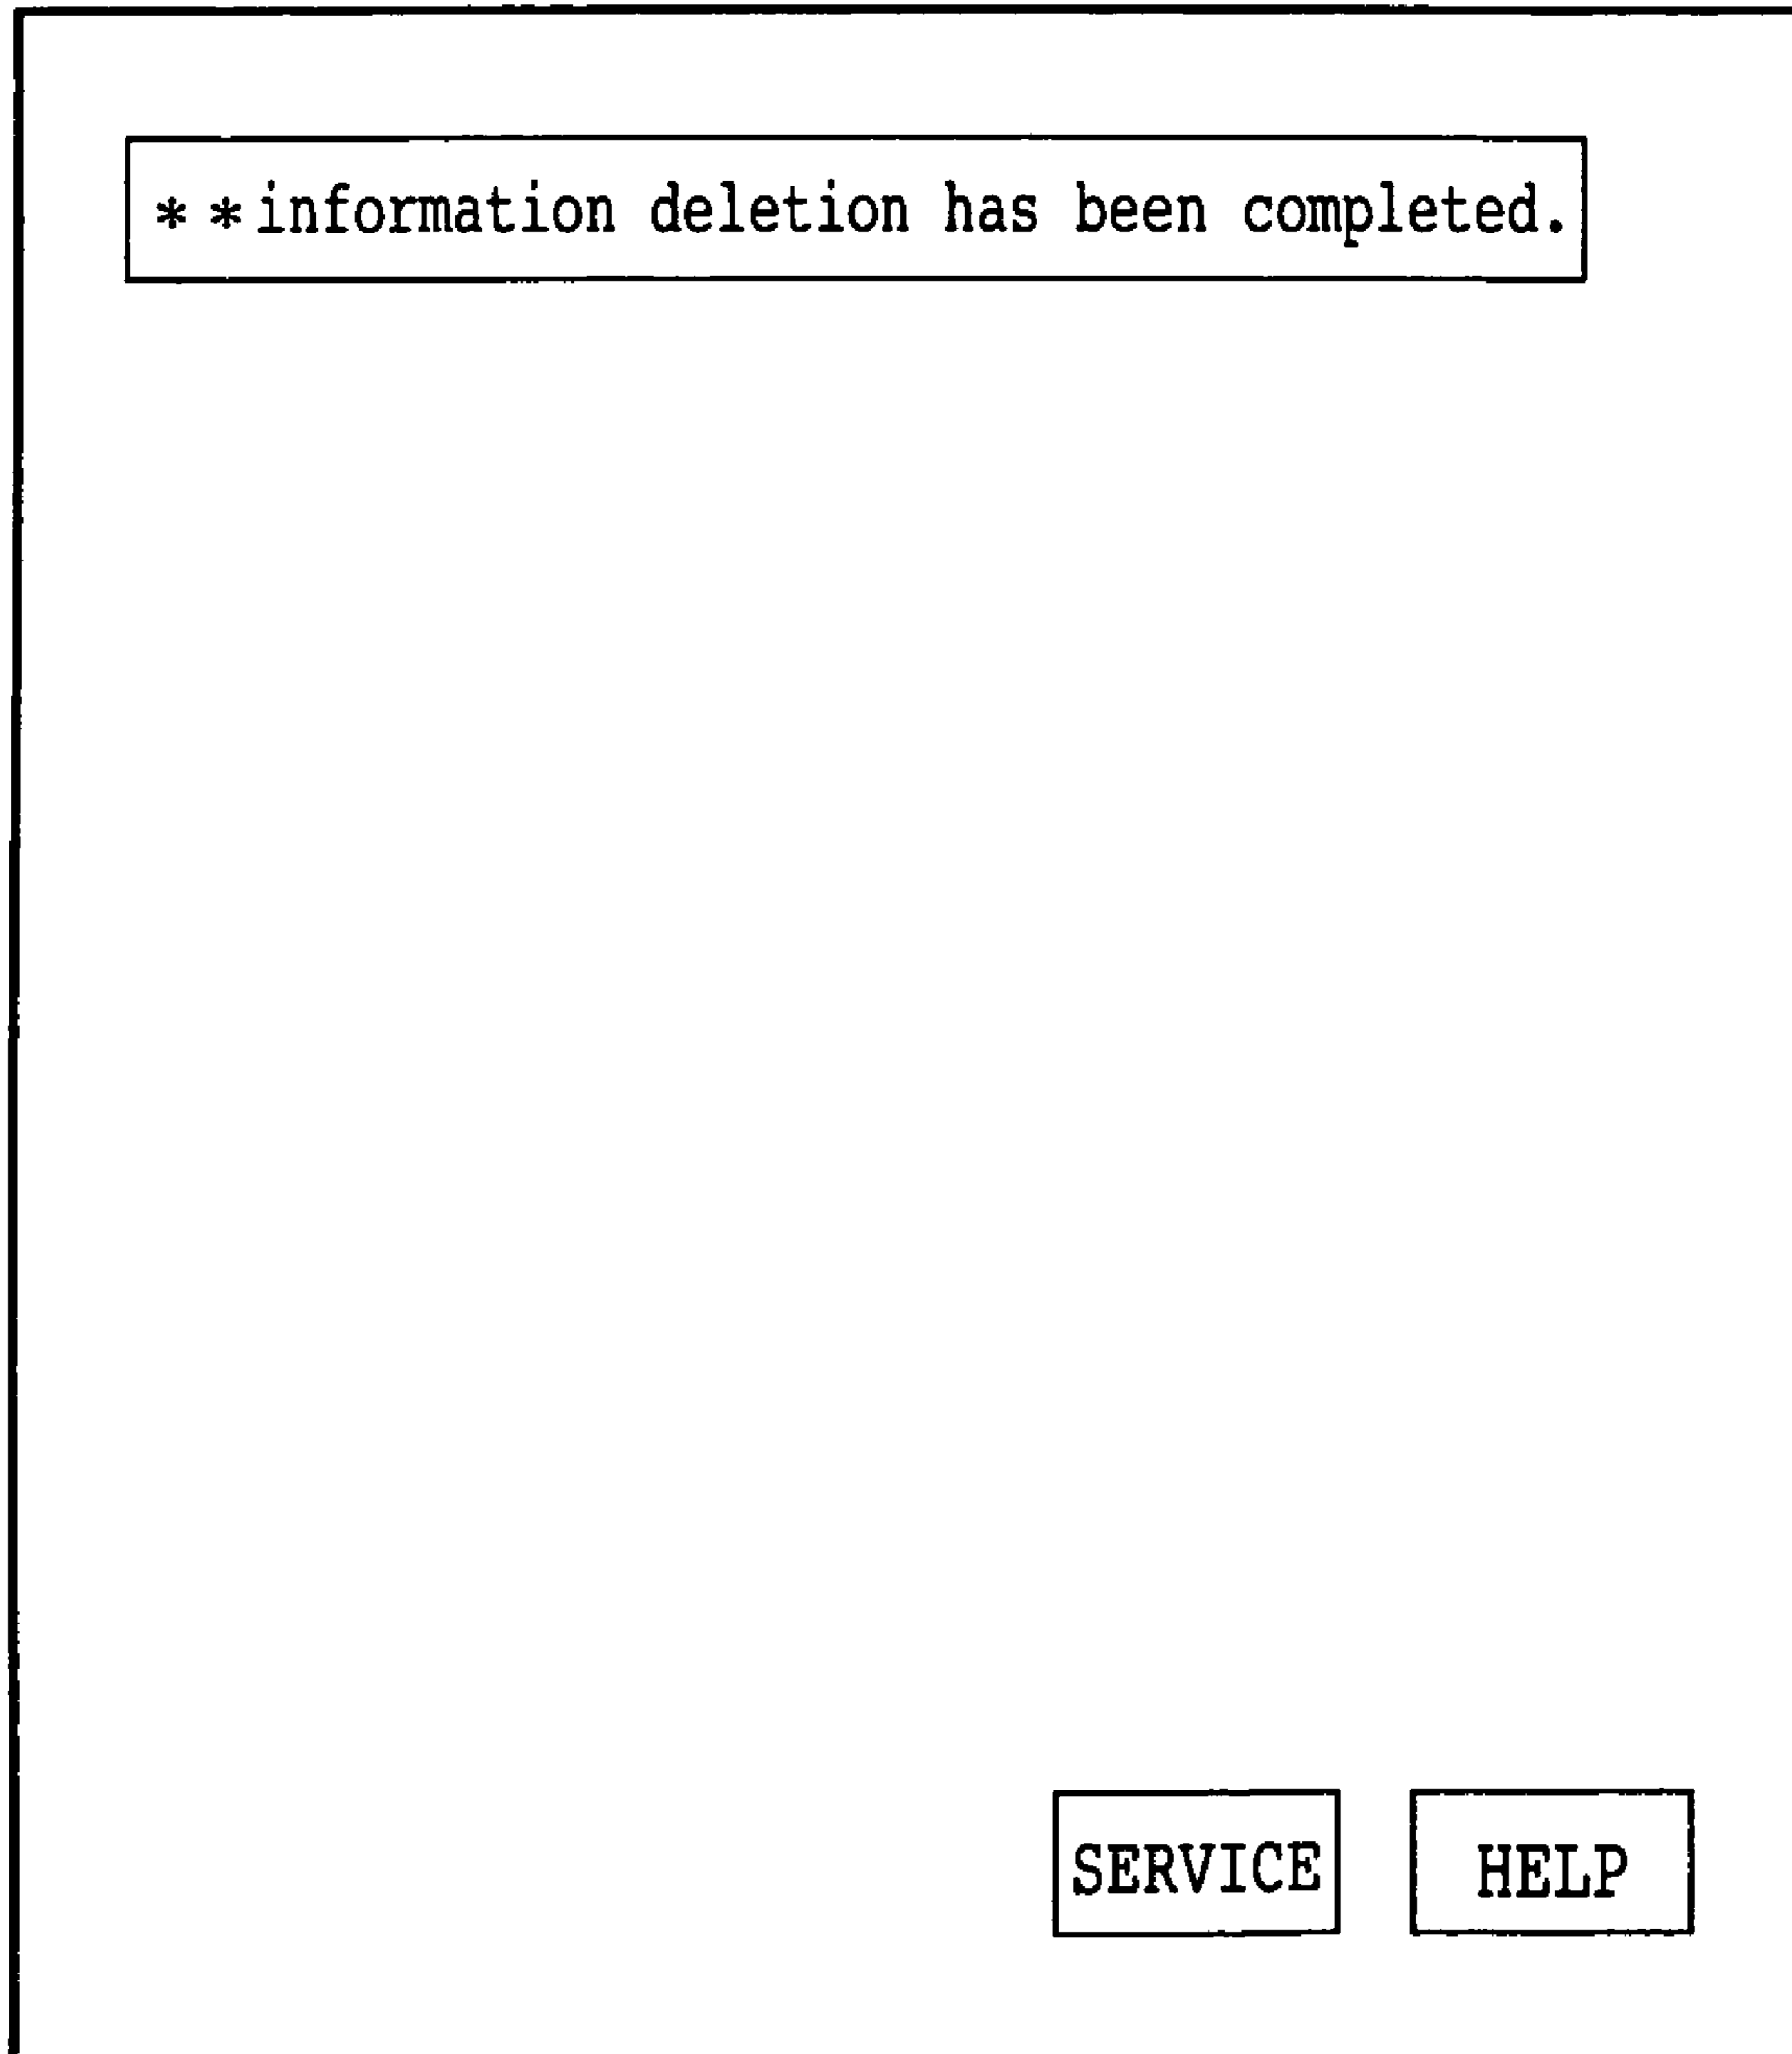 * *information deletion has been completed.
SERVICE HELP